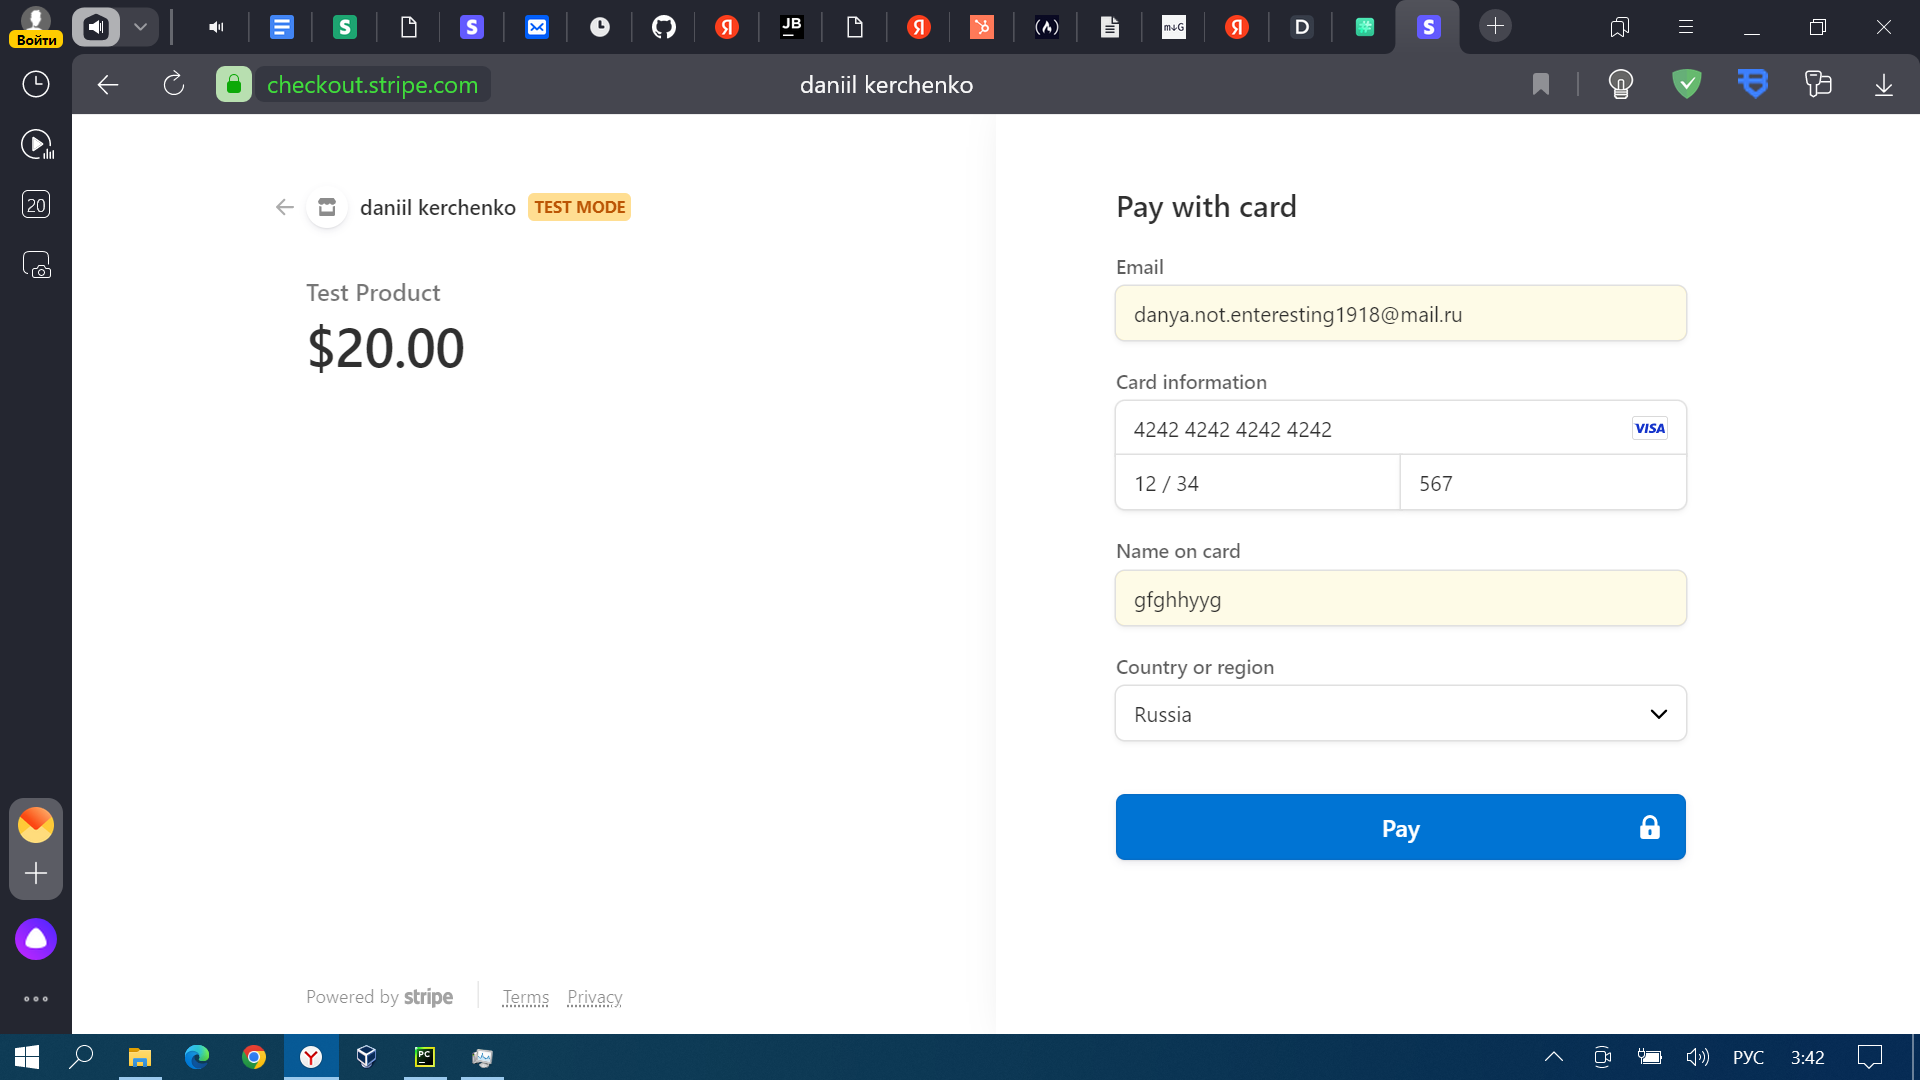 Войти
JB
m↓G
D
S
S
S
Я
Я
Я
checkout.stripe.com
daniil kerchenko
20
daniil kerchenko TEST MODE
Test Product
$20.00
Powered by stripe
Terms Privacy
Pay with card
Email
danya.not.enteresting1918@mail.ru
Card information
4242 4242 4242 4242 VISA
12 / 34 567
Name on card
gfghhyyg
Country or region
Russia
Pay
PC
РУС 3:42